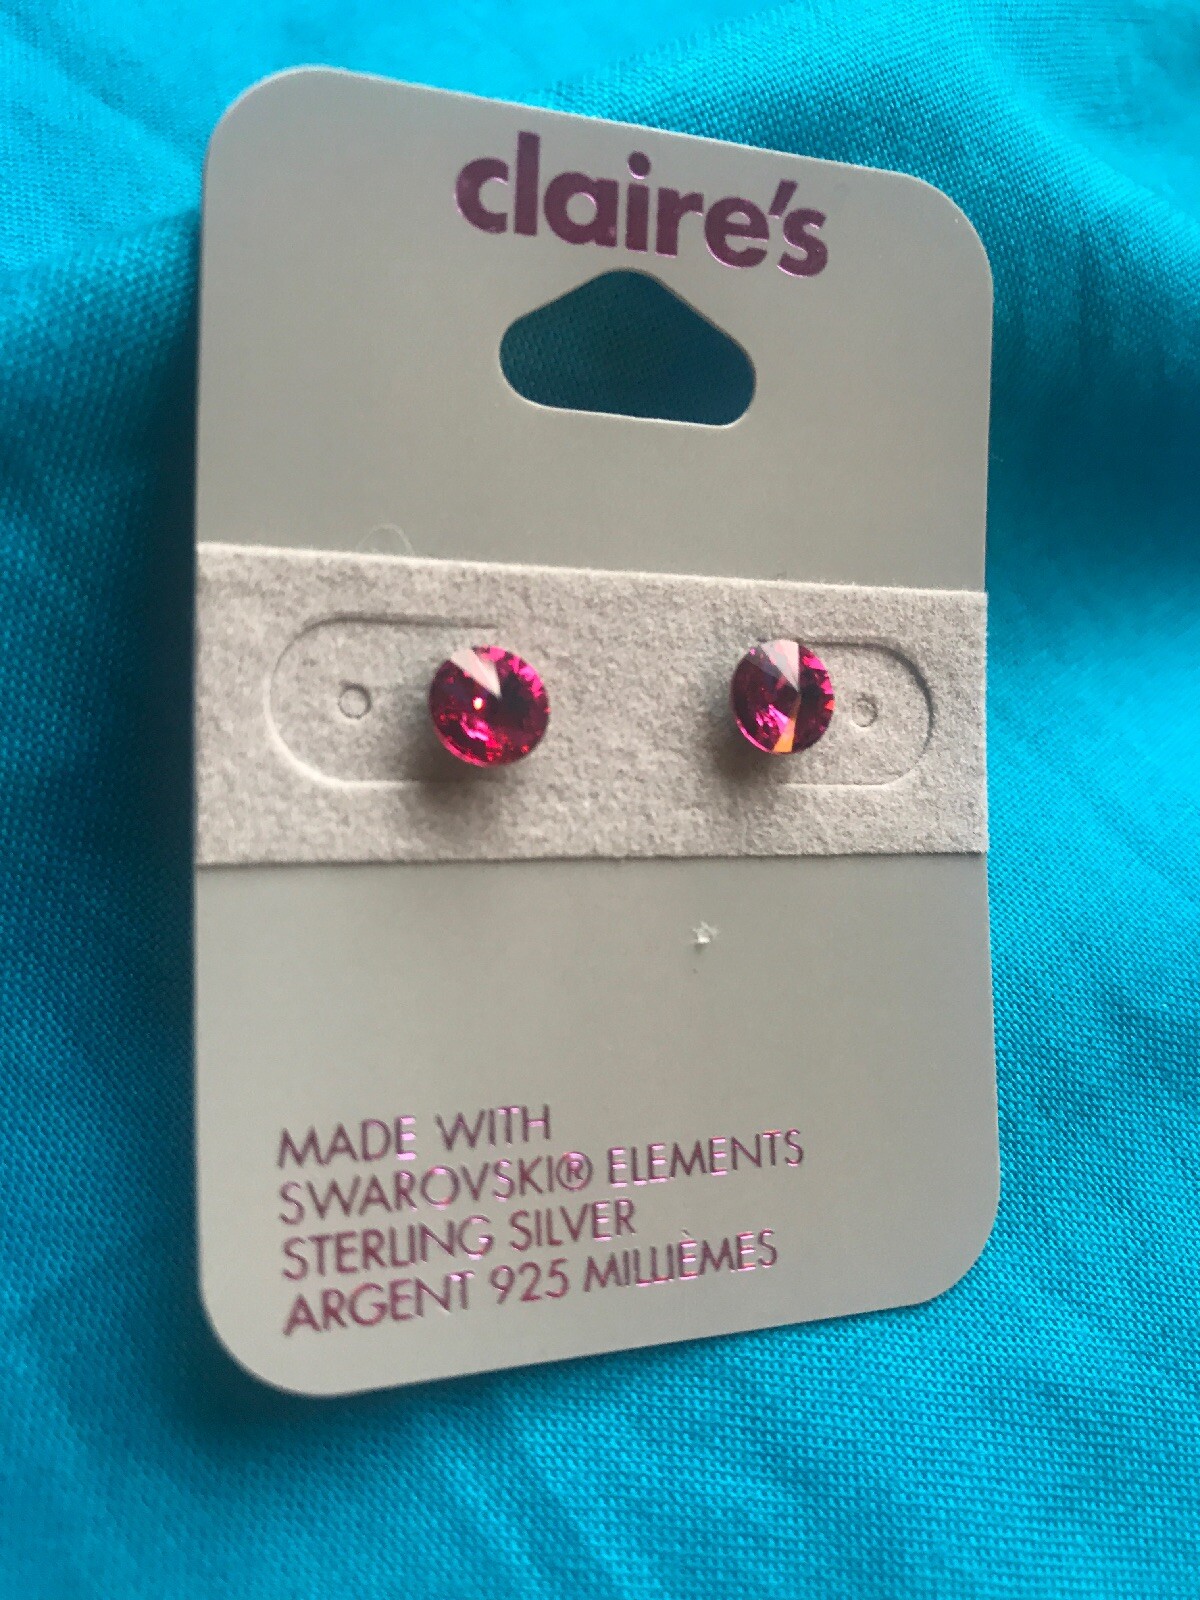 claire's
MADE WITH
SWAROVSKI® ELEMENTS
STERLING SILVER
ARGENT 925 MILLIÈMES